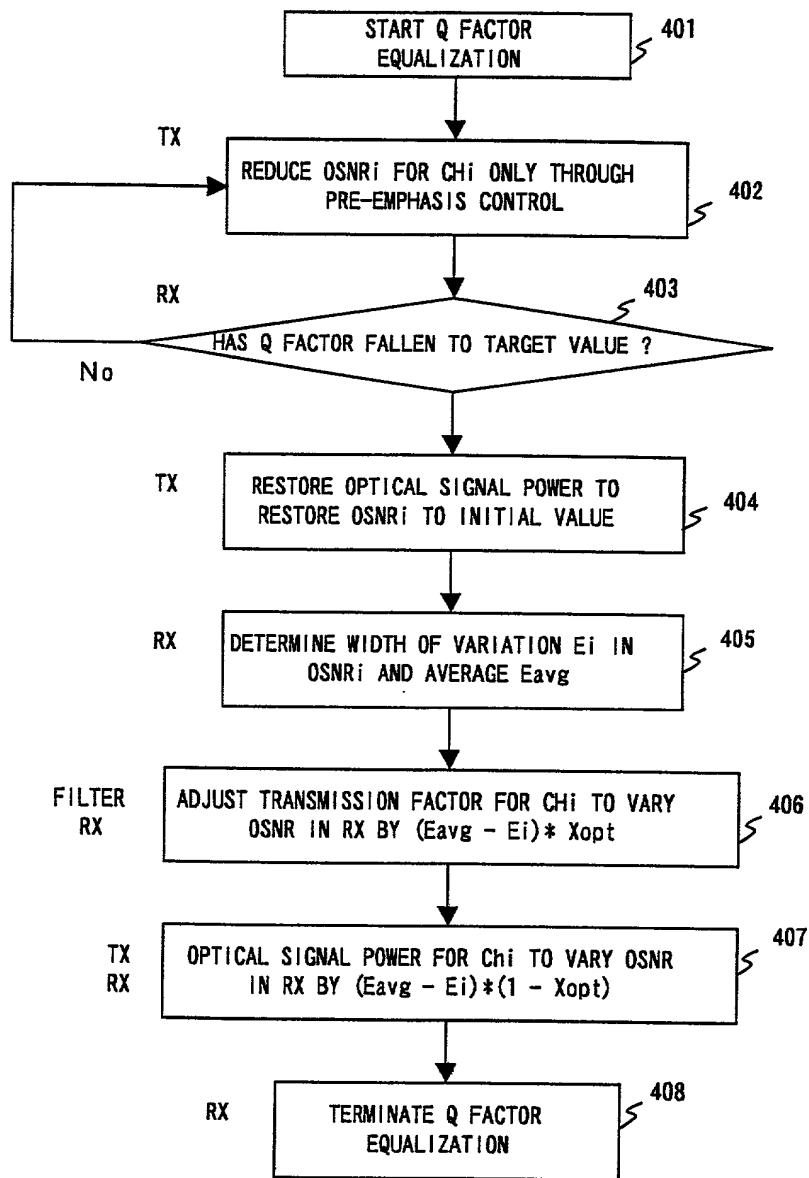 START Q FACTOR
EQUALIZATION
401
TX
REDUCE OSNRi FOR CHi ONLY THROUGH
PRE-EMPHASIS CONTROL
402
RX
403
HAS Q FACTOR FALLEN TO TARGET VALUE ?
No
TX
RESTORE OPTICAL SIGNAL POWER TO
RESTORE OSNRi TO INITIAL VALUE
404
RX
DETERMINE WIDTH OF VARIATION Ei IN
OSNRi AND AVERAGE Eavg
405
FILTER
RX
ADJUST TRANSMISSION FACTOR FOR CHi TO VARY
OSNR IN RX BY (Eavg - Ei)* Xopt
406
TX
RX
OPTICAL SIGNAL POWER FOR Chi TO VARY OSNR
IN RX BY (Eavg - Ei)*(1 - Xopt)
407
RX
TERMINATE Q FACTOR
EQUALIZATION
408